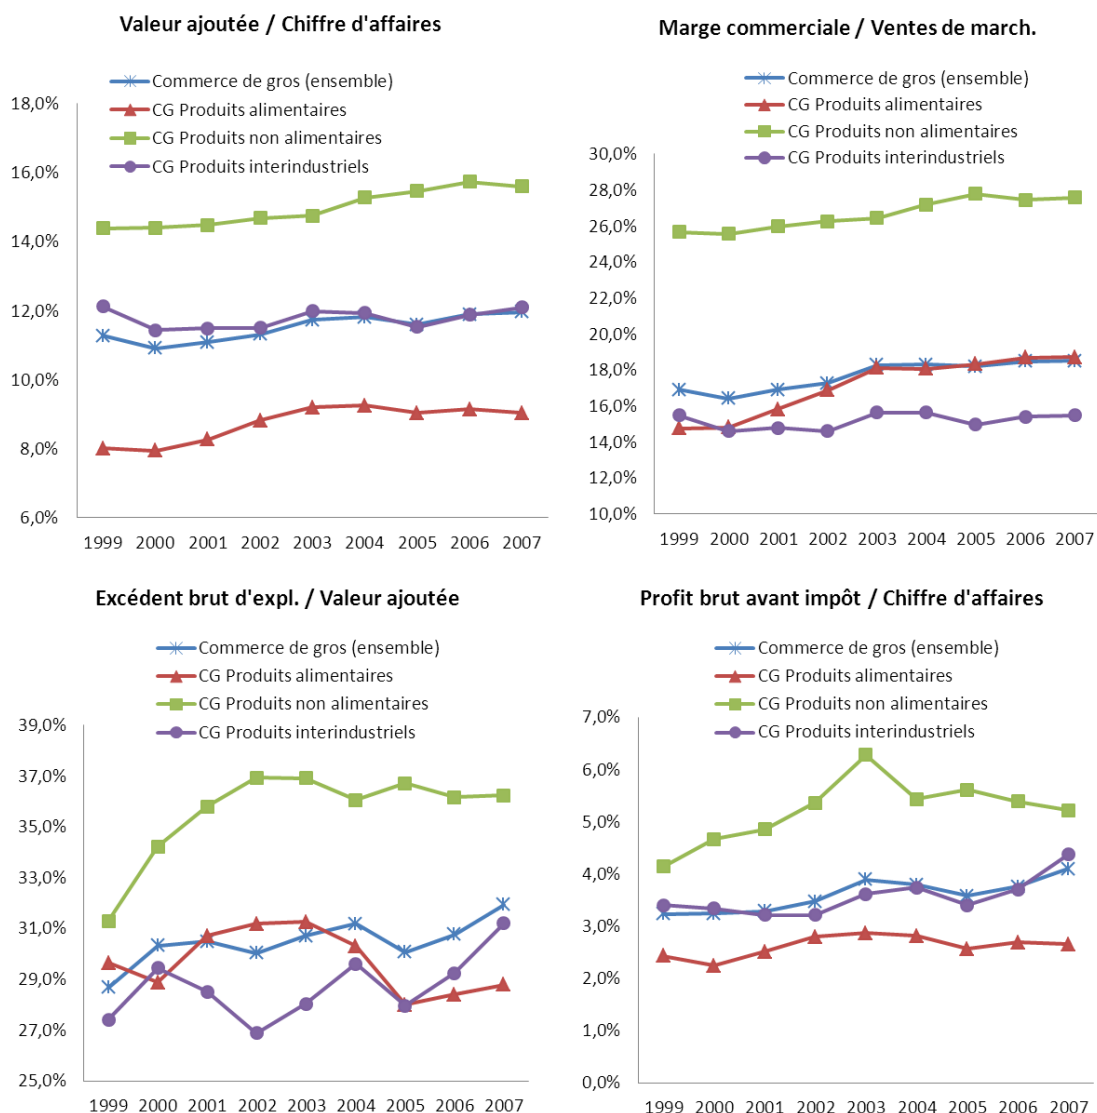 Valeur ajoutée / Chiffre d'affaires
Commerce de gros (ensemble)
CG Produits alimentaires
CG Produits non alimentaires
CG Produits interindustriels
18,0%
16,0%
14,0%
12,0%
10,0%
8,0%
6,0%
1999 2000 2001 2002 2003 2004 2005 2006 2007
Marge commerciale / Ventes de march.
Commerce de gros (ensemble)
CG Produits alimentaires
CG Produits non alimentaires
CG Produits interindustriels
30,0%
28,0%
26,0%
24,0%
22,0%
20,0%
18,0%
16,0%
14,0%
12,0%
10,0%
1999 2000 2001 2002 2003 2004 2005 2006 2007
Excédent brut d'expl. / Valeur ajoutée
Commerce de gros (ensemble)
CG Produits alimentaires
CG Produits non alimentaires
CG Produits interindustriels
39,0%
37,0%
35,0%
33,0%
31,0%
29,0%
27,0%
25,0%
1999 2000 2001 2002 2003 2004 2005 2006 2007
Profit brut avant impôt / Chiffre d'affaires
Commerce de gros (ensemble)
CG Produits alimentaires
CG Produits non alimentaires
CG Produits interindustriels
7,0%
6,0%
5,0%
4,0%
3,0%
2,0%
1,0%
0,0%
1999 2000 2001 2002 2003 2004 2005 2006 2007